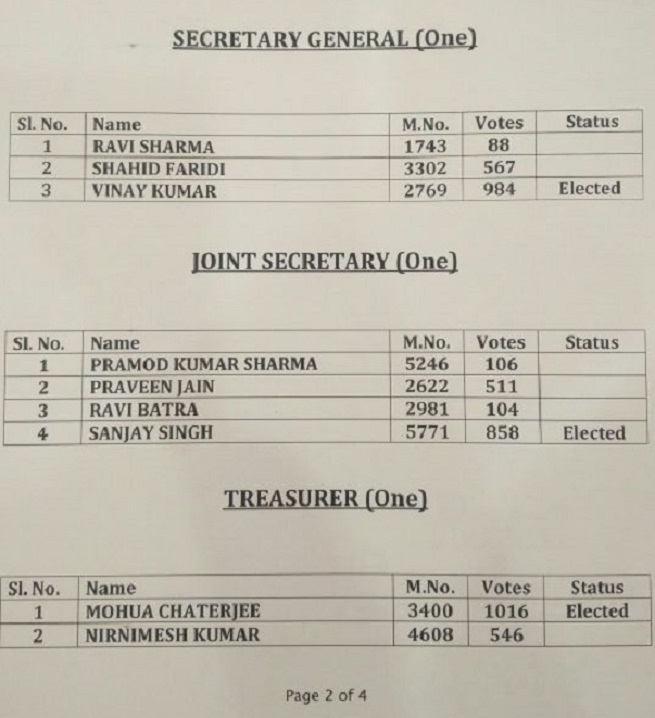 SECRETARY GENERAL (One)
Sl. No. Name M.No. Votes Status
1 RAVI SHARMA 1743 88
2 SHAHID FARIDI 3302 567
3 VINAY KUMAR 2769 984 Elected
JOINT SECRETARY (One)
Sl. No. Name M.No. Votes Status
1 PRAMOD KUMAR SHARMA 5246 106
2 PRAVEEN JAIN 2622 511
3 RAVI BATRA 2981 104
4 SANJAY SINGH 5771 858 Elected
TREASURER (One)
Sl. No. Name M.No. Votes Status
1 MOHUA CHATERJEE 3400 1016 Elected
2 NIRNIMESH KUMAR 4608 546
Page 2 of 4